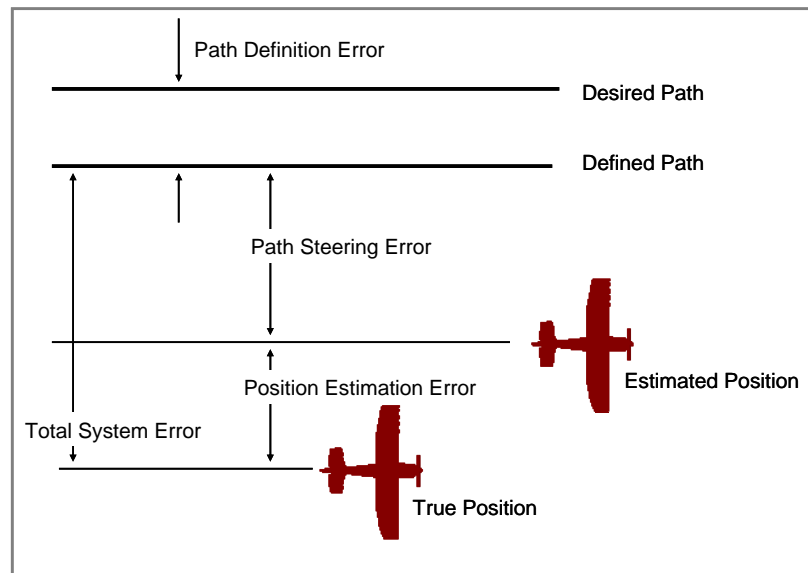 Path Definition Error
Desired Path
Defined Path
Path Steering Error
Position Estimation Error
Estimated Position
Total System Error
True Position